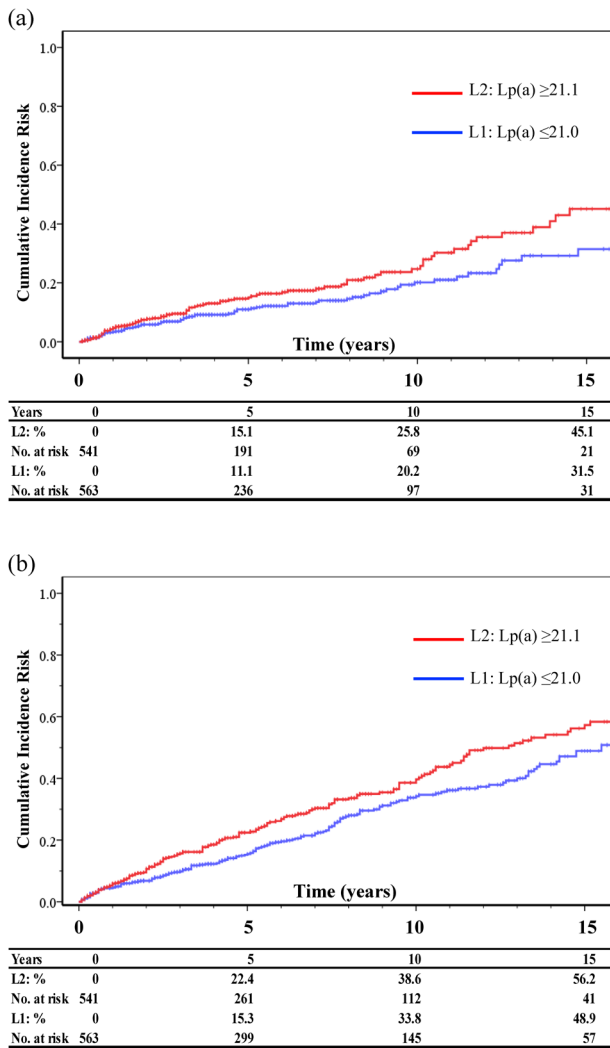 (a)
1.0
0.8
0.6
0.4
0.2
0.0
Cumulative Incidence Risk
L2: Lp(a) ≥21.1
L1: Lp(a) ≤21.0
Time (years)
0 5 10 15
Years 0 5 10 15
L2: % 0 15.1 25.8 45.1
No. at risk 541 191 69 21
L1: % 0 11.1 20.2 31.5
No. at risk 563 236 97 31
(b)
1.0
0.8
0.6
0.4
0.2
0.0
Cumulative Incidence Risk
L2: Lp(a) ≥21.1
L1: Lp(a) ≤21.0
Time (years)
0 5 10 15
Years 0 5 10 15
L2: % 0 22.4 38.6 56.2
No. at risk 541 261 112 41
L1: % 0 15.3 33.8 48.9
No. at risk 563 299 145 57